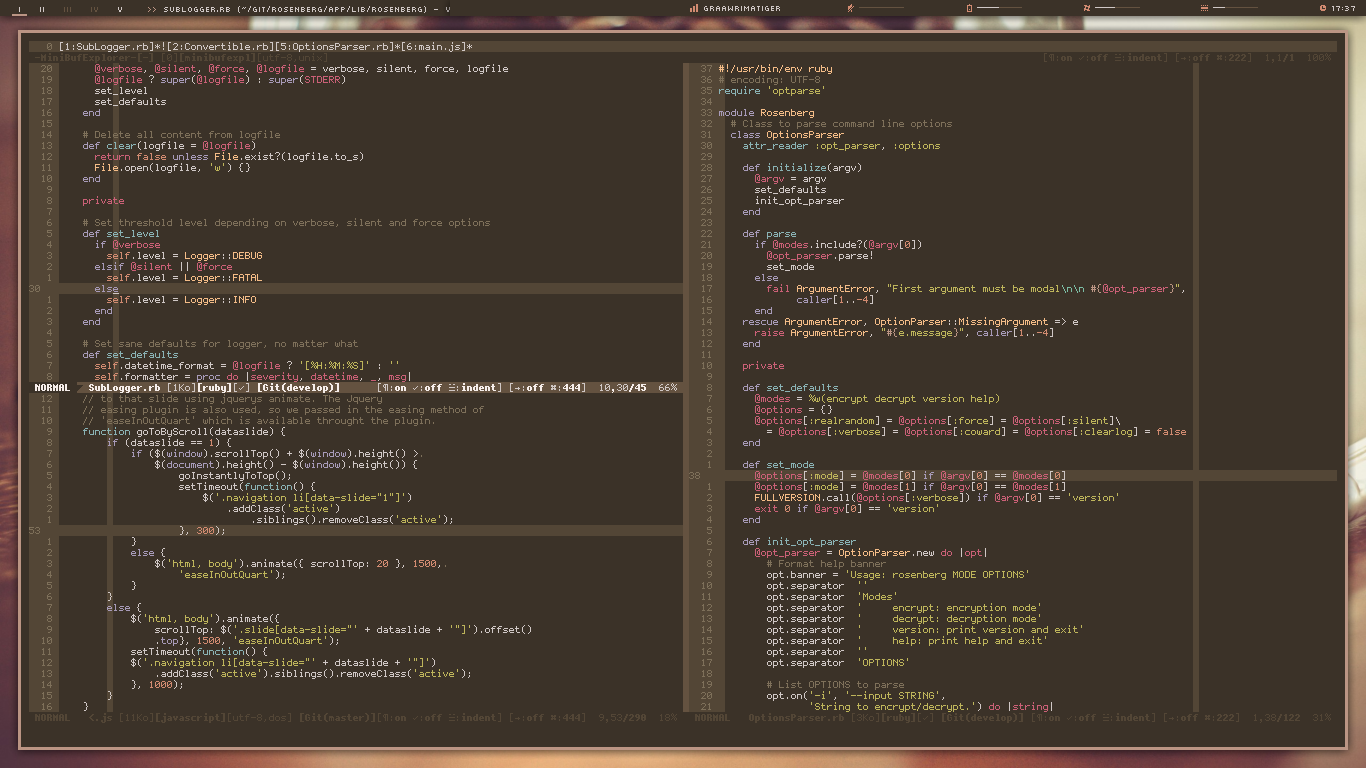 I II III IV V >> SUBLOGGER.RB (~/GIT/ROSENBERG/APP/LIB/ROSENBERG) - V GRAAWRIMATIGER 17:37
0 [1:SubLogger.rb]*![2:Convertible.rb][5:OptionsParser.rb]*[6:main.js]*
-MiniBufExplorer-[-] [0][minibufexpl][utf-8.unix] [¶:on ✓:off ☱:indent] [→:off ⌘:222] 1,1/1 100%
20 @verbose, @silent, @force, @logfile = verbose, silent, force, logfile
19 @logfile ? super(@logfile) : super(STDERR)
18 set_level
17 set_defaults
16 end
15
14 # Delete all content from logfile
13 def clear(logfile = @logfile)
12 return false unless File.exist?(logfile.to_s)
11 File.open(logfile, 'w') {}
10 end
9
8 private
7
6 # Set threshold level depending on verbose, silent and force options
5 def set_level
4 if @verbose
3 self.level = Logger::DEBUG
2 elsif @silent || @force
1 self.level = Logger::FATAL
30 else
1 self.level = Logger::INFO
2 end
3 end
4
5 # Set sane defaults for logger, no matter what
6 def set_defaults
7 self.datetime_format = @logfile ? '[%H:%M:%S]' : ''
8 self.formatter = proc do |severity, datetime, _, msg|
NORMAL SubLogger.rb [1Ko][ruby][✓] [Git(develop)] [¶:on ✓:off ☱:indent] [→:off ⌘:444] 10,30/45 66%
12 // to that slide using jquerys animate. The Jquery
11 // easing plugin is also used, so we passed in the easing method of
10 // 'easeInOutQuart' which is available throught the plugin.
9 function goToByScroll(dataslide) {
8 if (dataslide == 1) {
7 if ($(window).scrollTop() + $(window).height() >.
6 $(document).height() - $(window).height()) {
5 goInstantlyToTop();
4 setTimeout(function() {
3 $('.navigation li[data-slide="1"]')
2 .addClass('active')
1 .siblings().removeClass('active');
53 }, 300);
1 }
2 else {
3 $('html, body').animate({ scrollTop: 20 }, 1500,.
4 'easeInOutQuart');
5 }
6 }
7 else {
8 $('html, body').animate({
9 scrollTop: $('.slide[data-slide="' + dataslide + '"]').offset()
10 .top}, 1500, 'easeInOutQuart');
11 setTimeout(function() {
12 $('.navigation li[data-slide="' + dataslide + '"]')
13 .addClass('active').siblings().removeClass('active');
14 }, 1000);
15 }
16 }
NORMAL <.js [11Ko][javascript][utf-8.dos] [Git(master)][¶:on ✓:off ☱:indent] [→:off ⌘:444] 9,53/290 18%
37 #!/usr/bin/env ruby
36 # encoding: UTF-8
35 require 'optparse'
34
33 module Rosenberg
32 # Class to parse command line options
31 class OptionsParser
30 attr_reader :opt_parser, :options
29
28 def initialize(argv)
27 @argv = argv
26 set_defaults
25 init_opt_parser
24 end
23
22 def parse
21 if @modes.include?(@argv[0])
20 @opt_parser.parse!
19 set_mode
18 else
17 fail ArgumentError, "First argument must be modal\n\n #{@opt_parser}",
16 caller[1..-4]
15 end
14 rescue ArgumentError, OptionParser::MissingArgument => e
13 raise ArgumentError, "#{e.message}", caller[1..-4]
12 end
11
10 private
9
8 def set_defaults
7 @modes = %w(encrypt decrypt version help)
6 @options = {}
5 @options[:realrandom] = @options[:force] = @options[:silent]\
4 = @options[:verbose] = @options[:coward] = @options[:clearlog] = false
3 end
2
1 def set_mode
38 @options[:mode] = @modes[0] if @argv[0] == @modes[0]
1 @options[:mode] = @modes[1] if @argv[0] == @modes[1]
2 FULLVERSION.call(@options[:verbose]) if @argv[0] == 'version'
3 exit 0 if @argv[0] == 'version'
4 end
5
6 def init_opt_parser
7 @opt_parser = OptionParser.new do |opt|
8 # Format help banner
9 opt.banner = 'Usage: rosenberg MODE OPTIONS'
10 opt.separator ''
11 opt.separator 'Modes'
12 opt.separator ' encrypt: encryption mode'
13 opt.separator ' decrypt: decryption mode'
14 opt.separator ' version: print version and exit'
15 opt.separator ' help: print help and exit'
16 opt.separator ''
17 opt.separator 'OPTIONS'
18
19 # List OPTIONS to parse
20 opt.on('-i', '--input STRING',
21 'String to encrypt/decrypt.') do |string|
NORMAL OptionsParser.rb [3Ko][ruby][✓] [Git(develop)] [¶:on ✓:off ☱:indent] [→:off ⌘:222] 1,38/122 31%